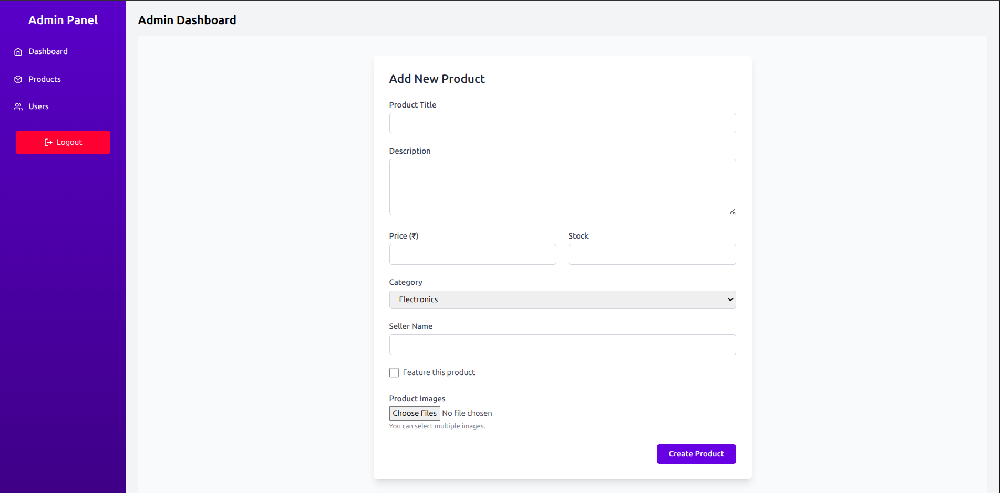 Admin Panel
Dashboard
Products
Users
Logout
Admin Dashboard
Add New Product
Product Title
Description
Price (₹)
Stock
Category
Electronics
Seller Name
Feature this product
Product Images
Choose Files No file chosen
You can select multiple images.
Create Product